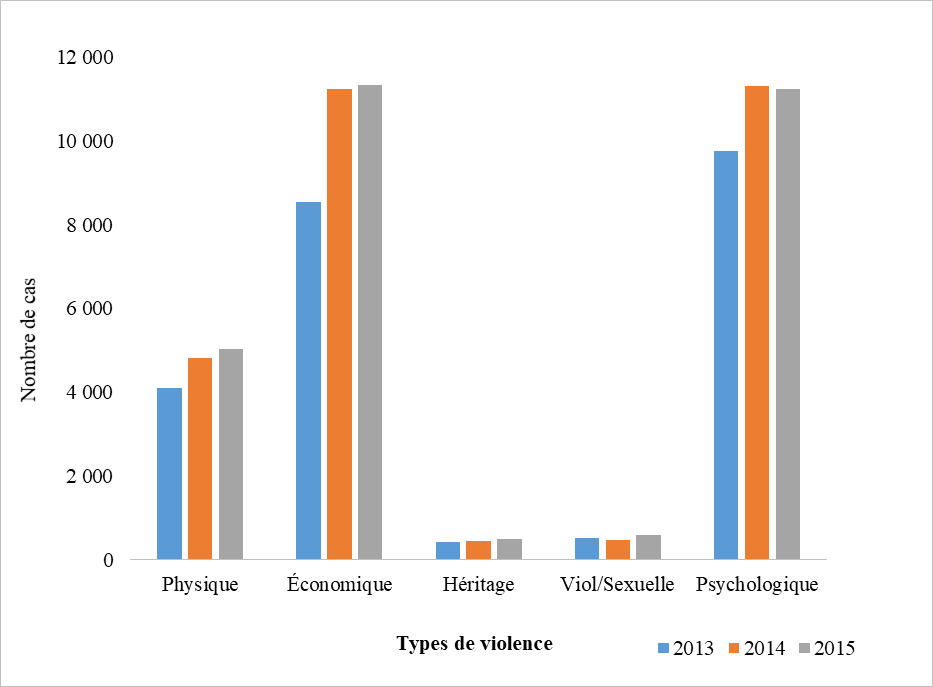 12 000
10 000
8 000
6 000
4 000
2 000
0
Nombre de cas
Physique Économique Héritage Viol/Sexuelle Psychologique
Types de violence
2013 2014 2015